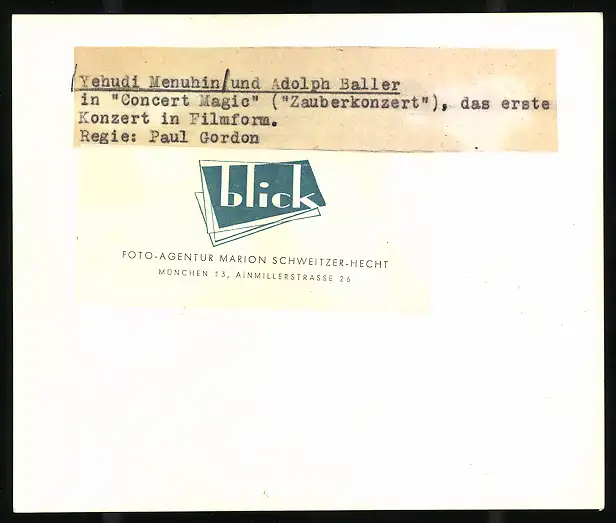 Yehudi Menuhin/und Adolph Baller
in "Concert Magic" ("Zauberkonzert"), das erste
Konzert in Filmform.
Regie: Paul Gordon
blick
FOTO-AGENTUR MARION SCHWEITZER-HECHT
MÜNCHEN 13, AINMILLERSTRASSE 26